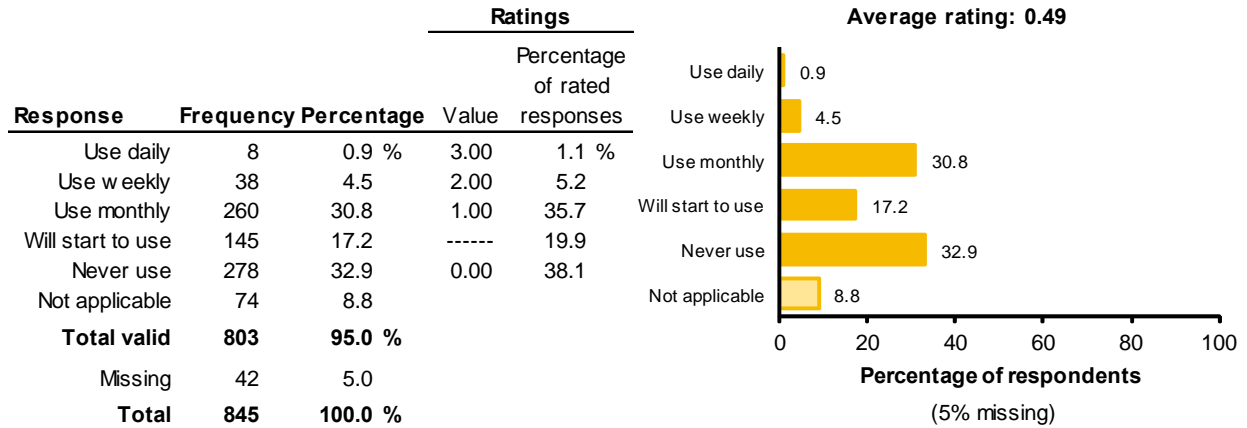 Ratings
Response Frequency Percentage Value Percentage of rated responses
Use daily 8 0.9 % 3.00 1.1 %
Use weekly 38 4.5 2.00 5.2
Use monthly 260 30.8 1.00 35.7
Will start to use 145 17.2 ------ 19.9
Never use 278 32.9 0.00 38.1
Not applicable 74 8.8
Total valid 803 95.0 %
Missing 42 5.0
Total 845 100.0 %
Average rating: 0.49
Use daily 0.9
Use weekly 4.5
Use monthly 30.8
Will start to use 17.2
Never use 32.9
Not applicable 8.8
0 20 40 60 80 100
Percentage of respondents
(5% missing)